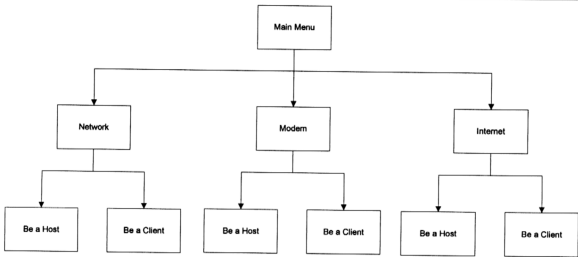 Main Menu
Network
Modem
Internet
Be a Host
Be a Client
Be a Host
Be a Client
Be a Host
Be a Client